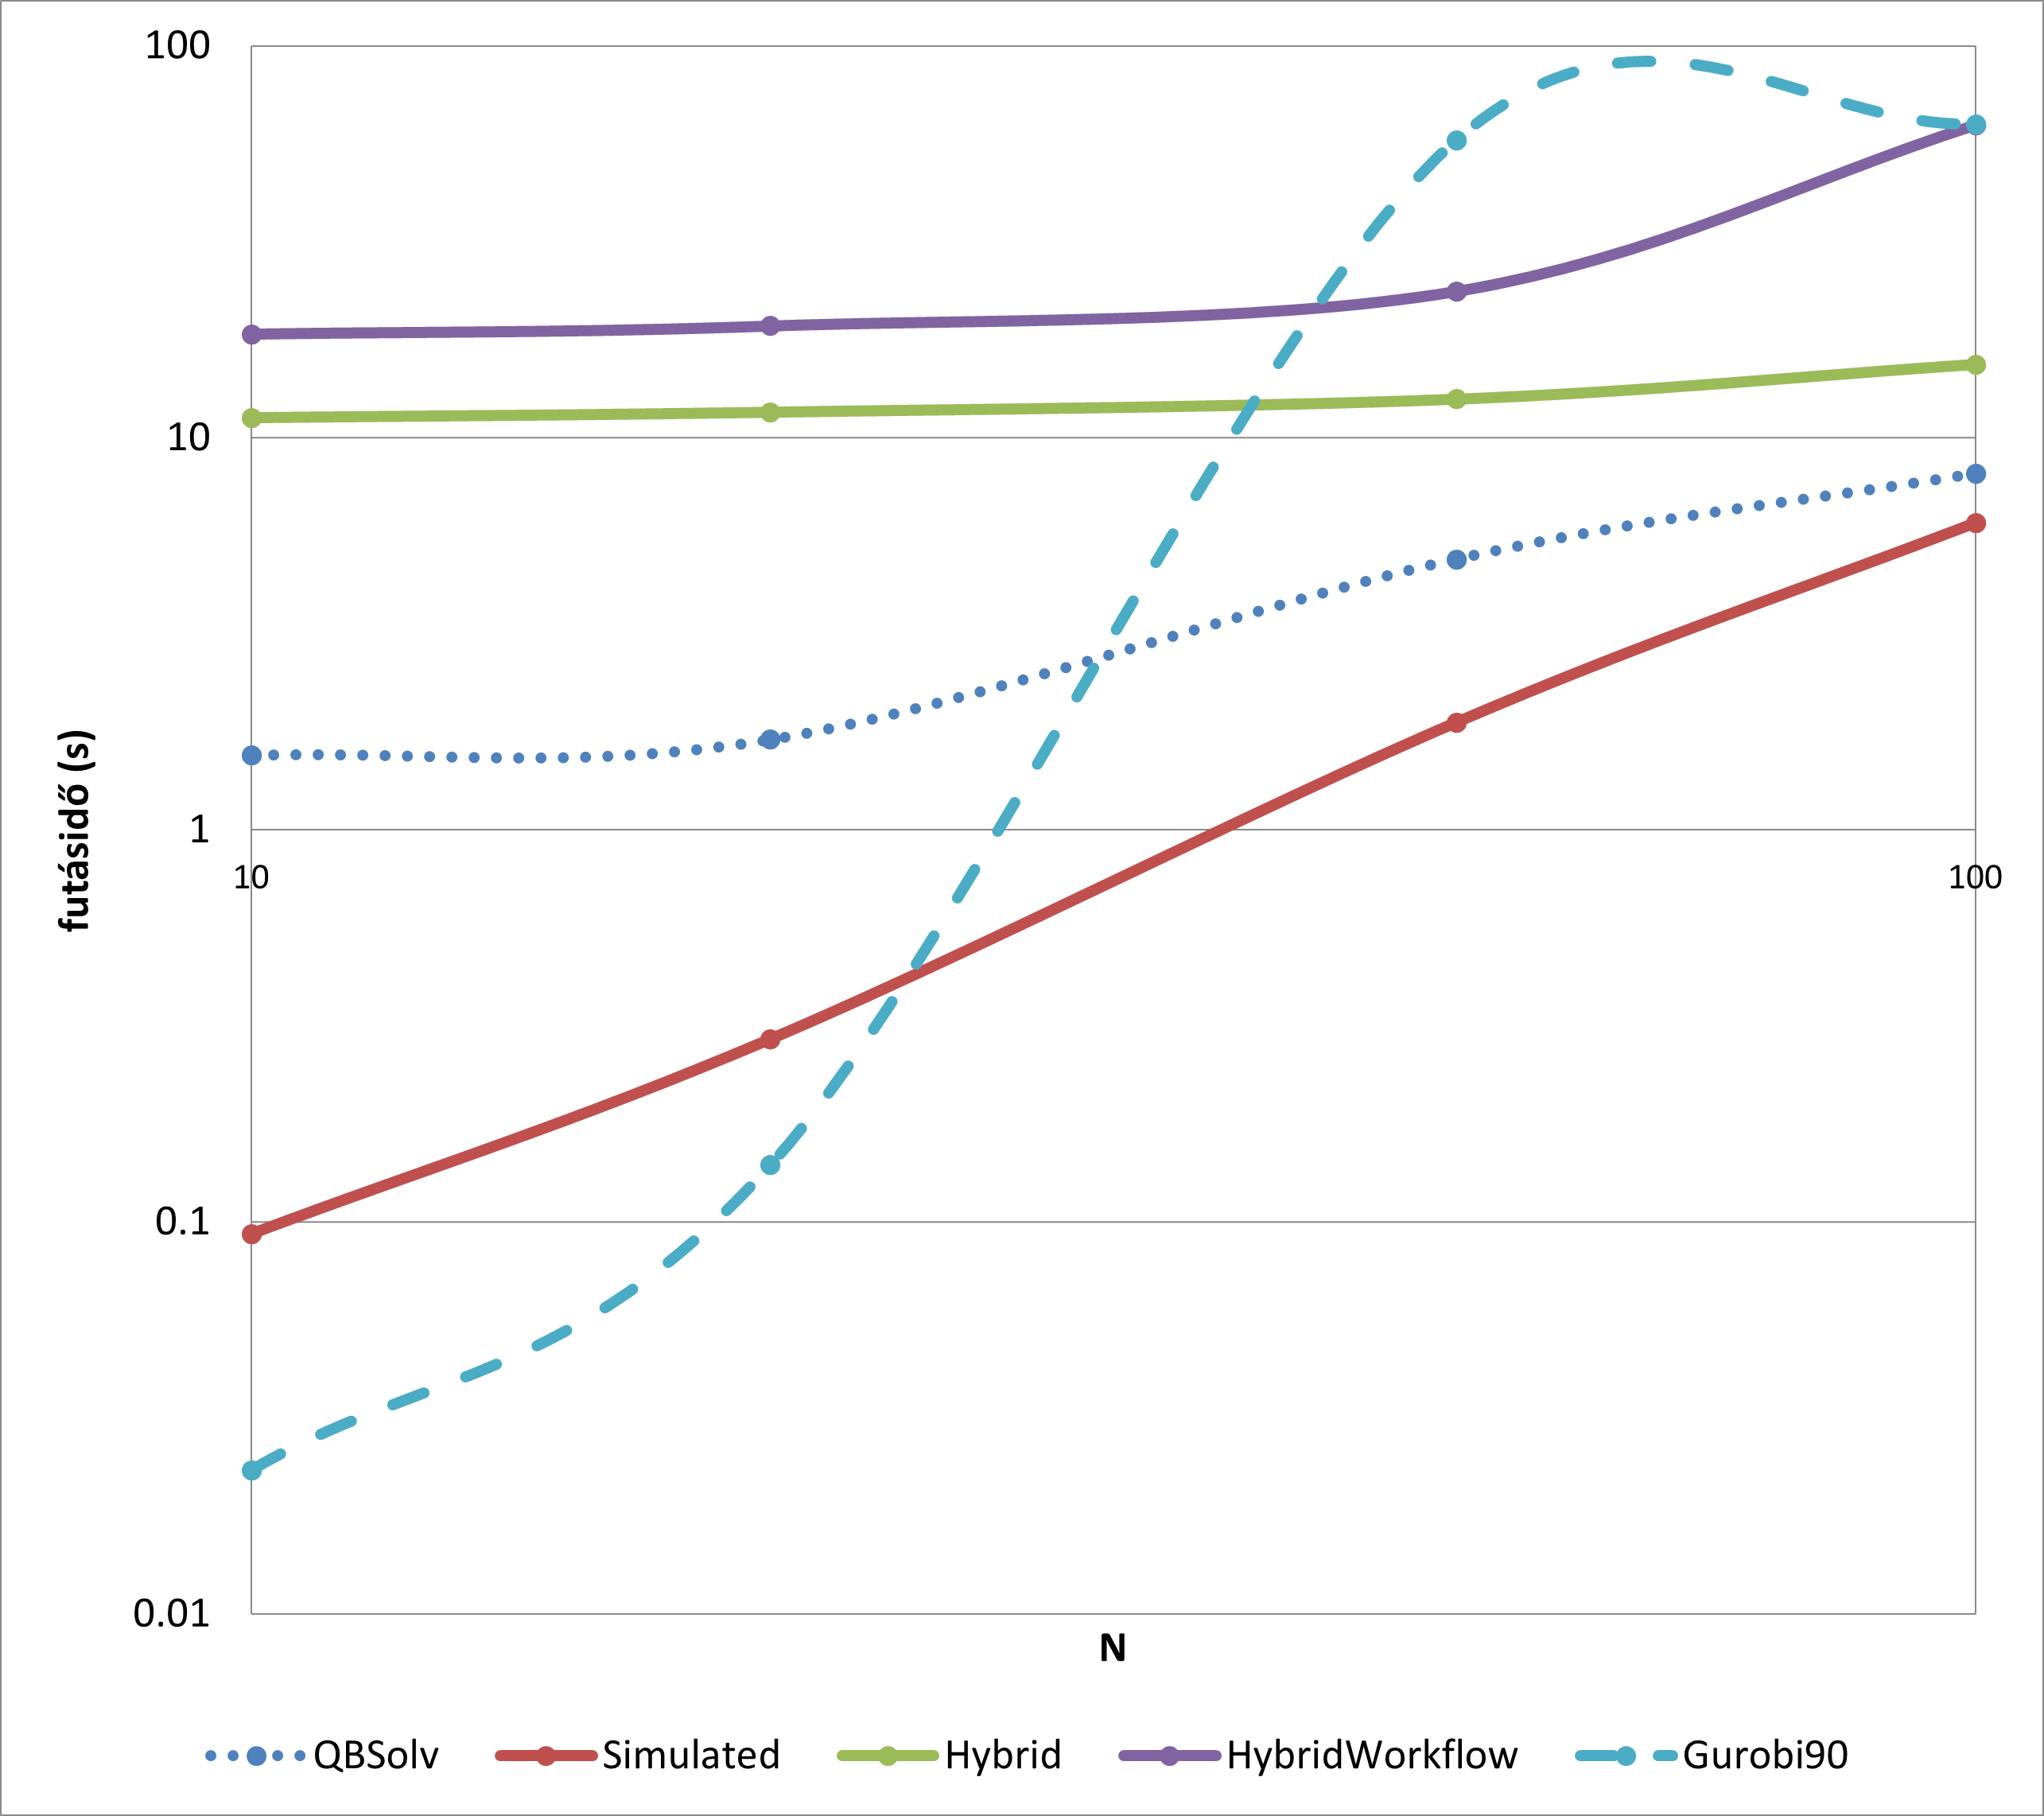 100
10
1
0.1
0.01
futásidő (s)
10
100
N
QBSolv
Simulated
Hybrid
HybridWorkflow
Gurobi90